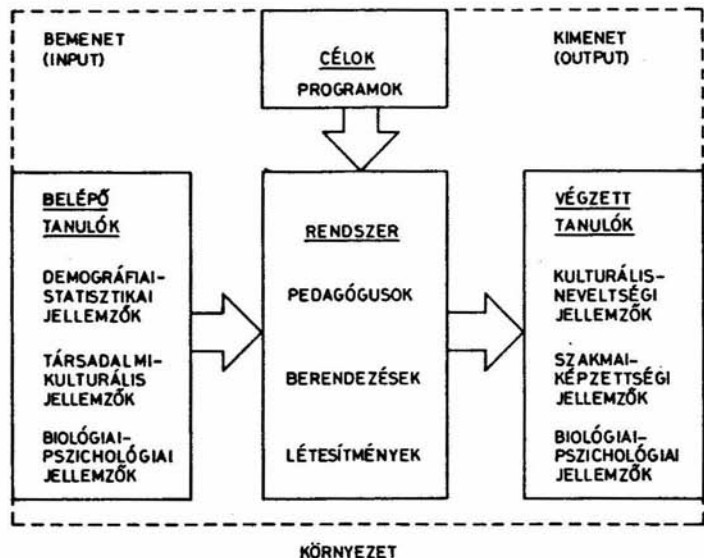 BEMENET
(INPUT)
CÉLOK
PROGRAMOK
KIMENET
(OUTPUT)
BELÉPŐ
TANULÓK
DEMOGRÁFIAI-
STATISZTIKAI
JELLEMZŐK
TÁRSADALMI-
KULTURÁLIS
JELLEMZŐK
BIOLÓGIAI-
PSZICHOLÓGIAI
JELLEMZŐK
RENDSZER
PEDAGÓGUSOK
BERENDEZÉSEK
LÉTESÍTMÉNYEK
VÉGZETT
TANULÓK
KULTURÁLIS-
NEVELTSÉGI
JELLEMZŐK
SZAKMAI-
KÉPZETTSÉGI
JELLEMZŐK
BIOLÓGIAI-
PSZICHOLÓGIAI
JELLEMZŐK
KÖRNYEZET